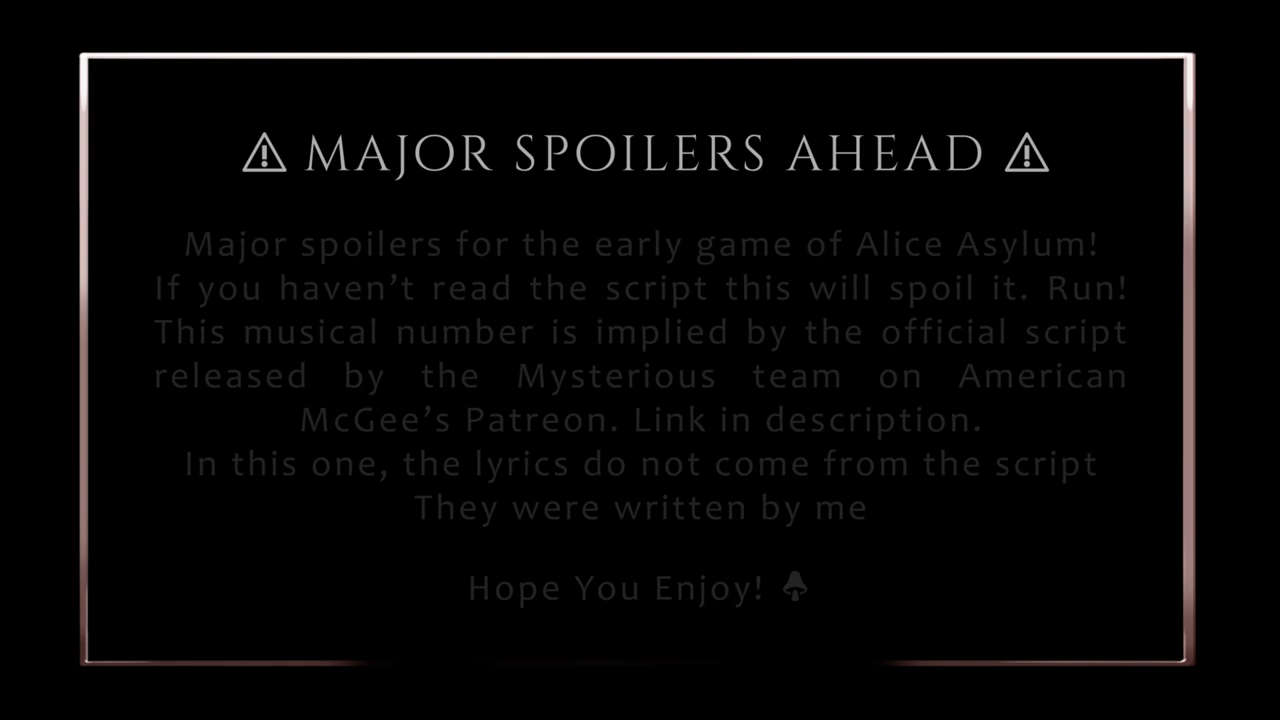 ⚠ MAJOR SPOILERS AHEAD ⚠
Major spoilers for the early game of Alice Asylum!
If you haven’t read the script this will spoil it. Run!
This musical number is implied by the official script
released by the Mysterious team on American
McGee’s Patreon. Link in description.
In this one, the lyrics do not come from the script
They were written by me
Hope You Enjoy!